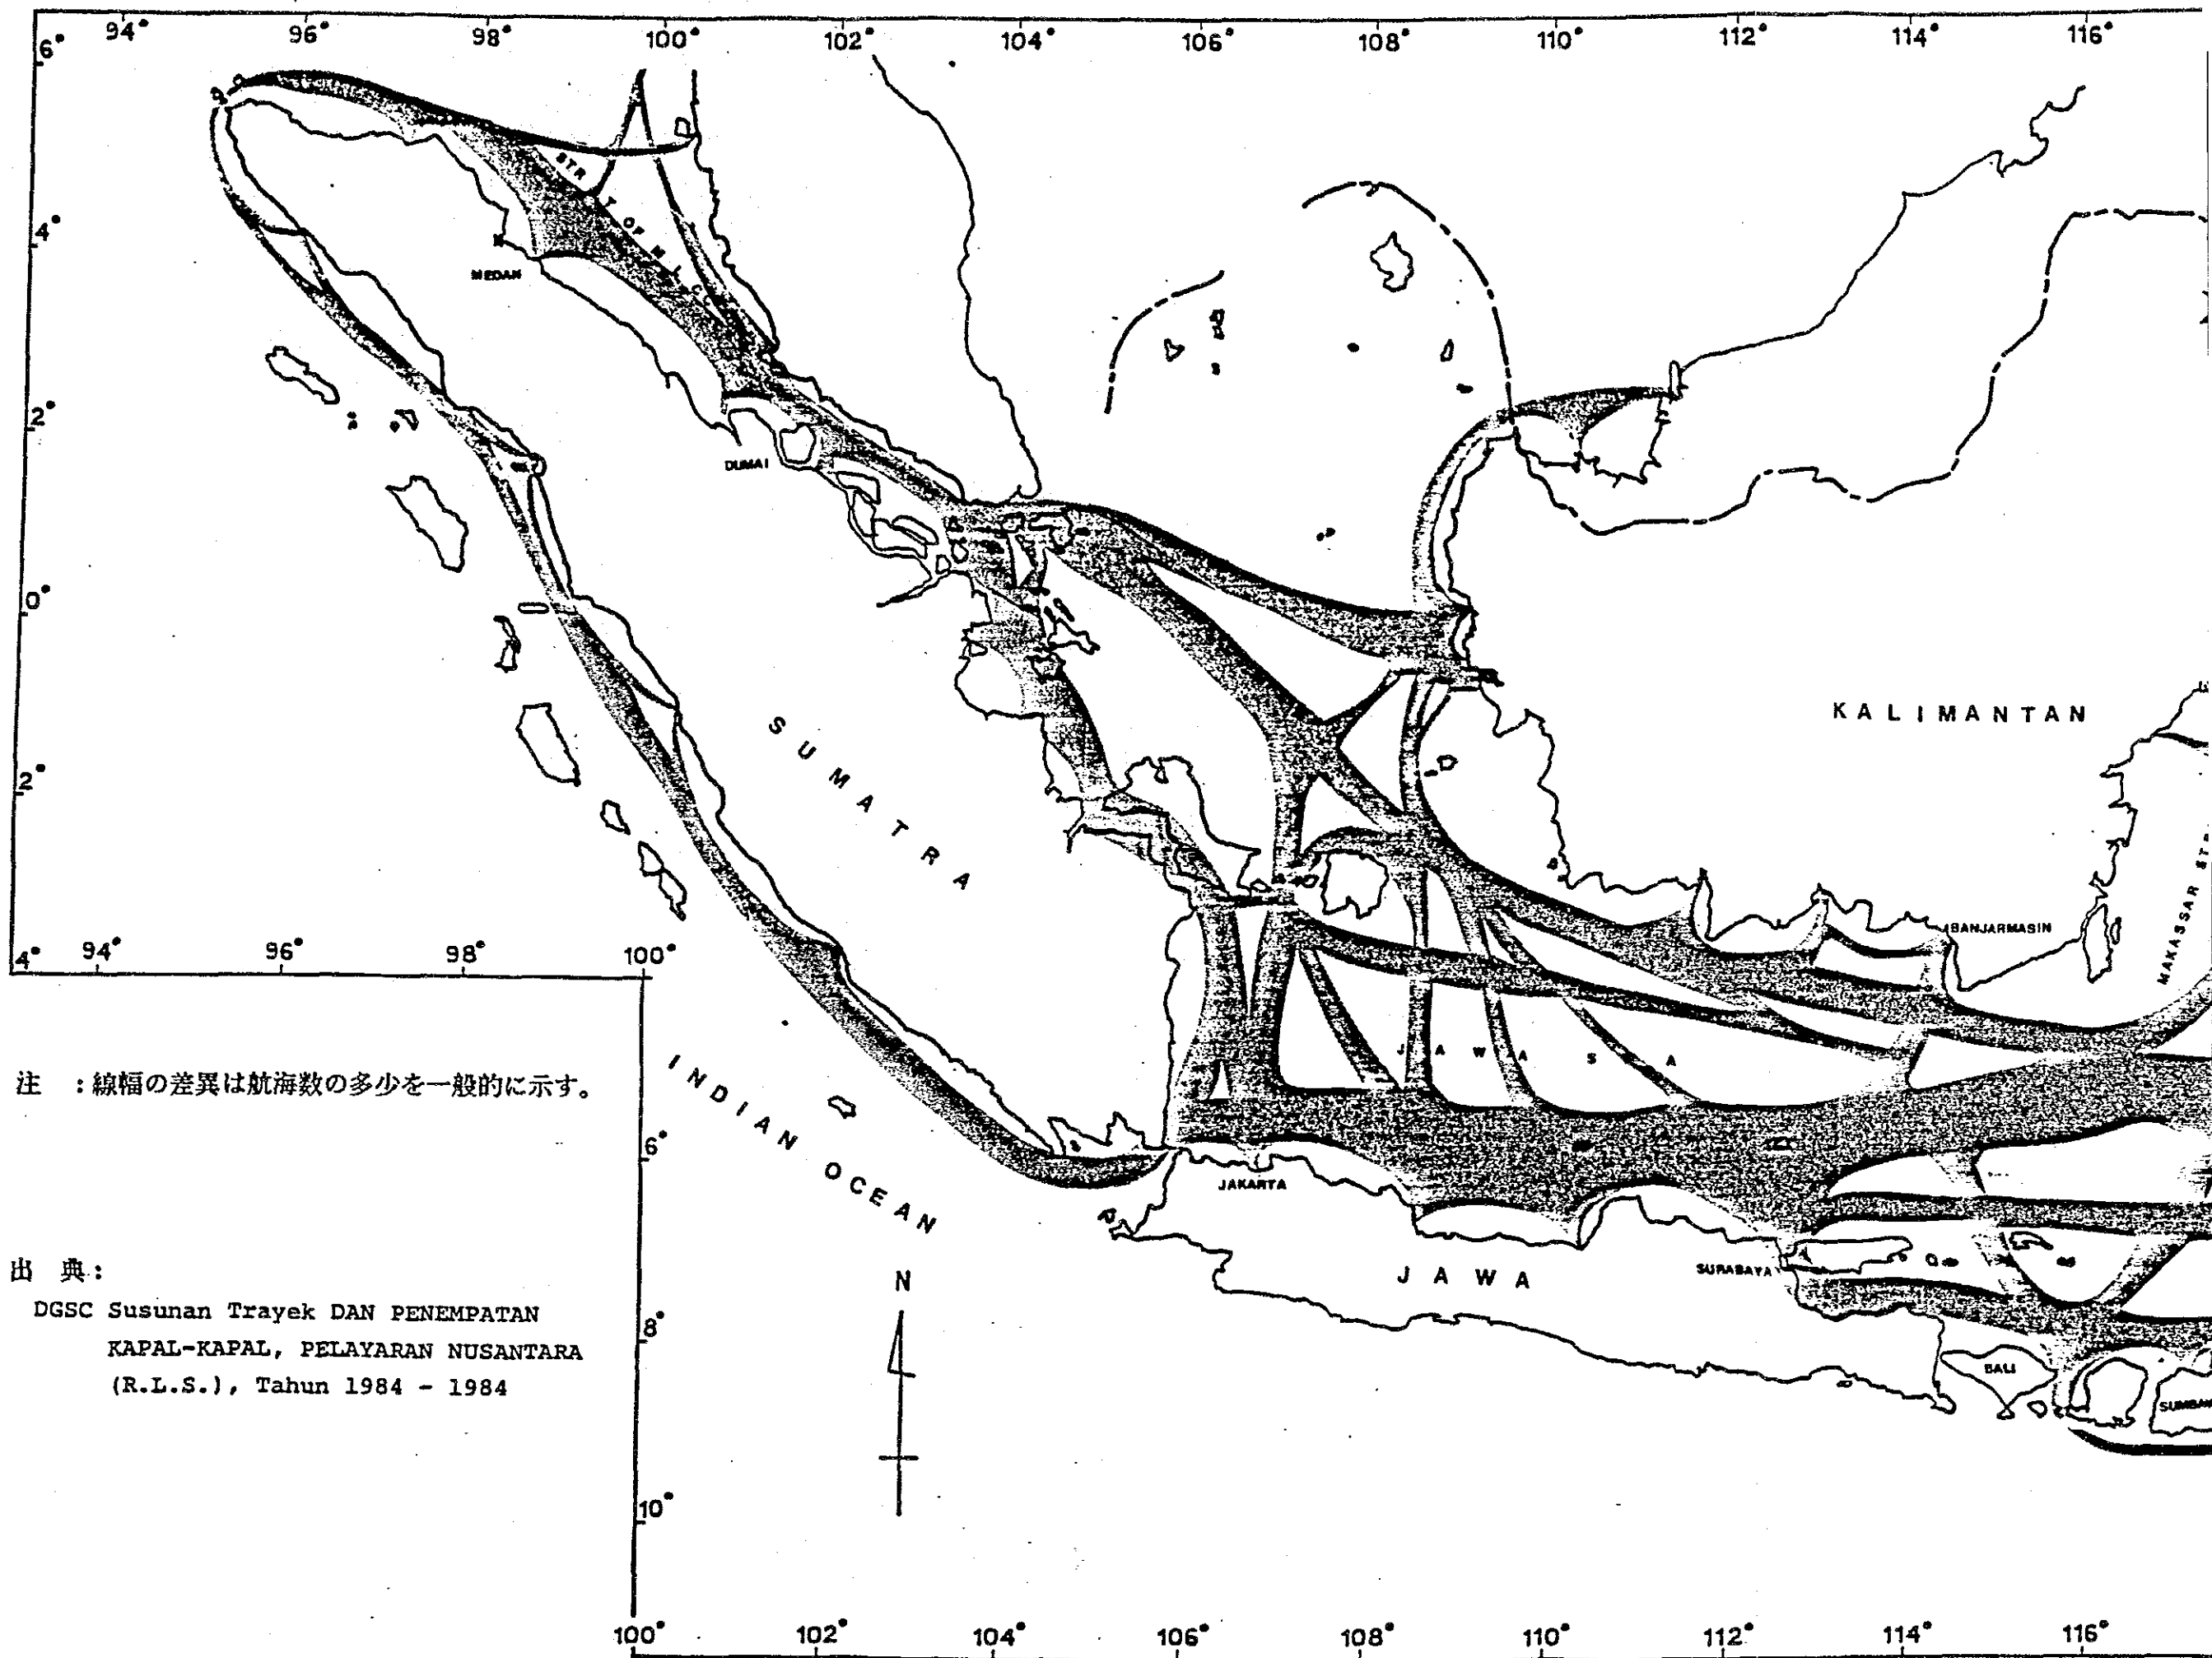 94° 96° 98° 100° 102° 104° 106° 108° 110° 112° 114° 116°
6°
4°
2°
0°
2°
4°
94° 96° 98° 100°
6°
8°
10°
100° 102° 104° 106° 108° 110° 112° 114° 116°
MEDAN
DUMAI
SUMATRA
KALIMANTAN
BANJARMASIN
INDIAN OCEAN
JAKARTA
JAWA
SURABAYA
BALI
N
注 :線幅の差異は航海数の多少を一般的に示す。
出 典:
DGSC Susunan Trayek DAN PENEMPATAN
KAPAL-KAPAL, PELAYARAN NUSANTARA
(R.L.S.), Tahun 1984 - 1984
MAKASSAR
OF